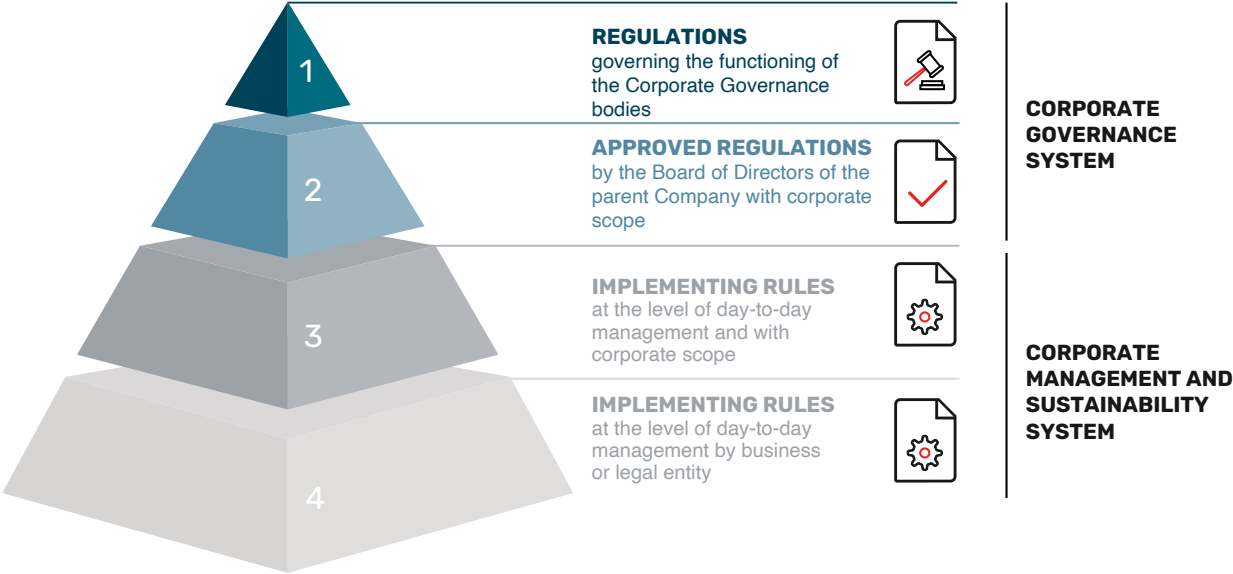 1
REGULATIONS
governing the functioning of
the Corporate Governance
bodies
2
APPROVED REGULATIONS
by the Board of Directors of the
parent Company with corporate
scope
CORPORATE
GOVERNANCE
SYSTEM
3
IMPLEMENTING RULES
at the level of day-to-day
management and with
corporate scope
4
IMPLEMENTING RULES
at the level of day-to-day
management by business
or legal entity
CORPORATE
MANAGEMENT AND
SUSTAINABILITY
SYSTEM